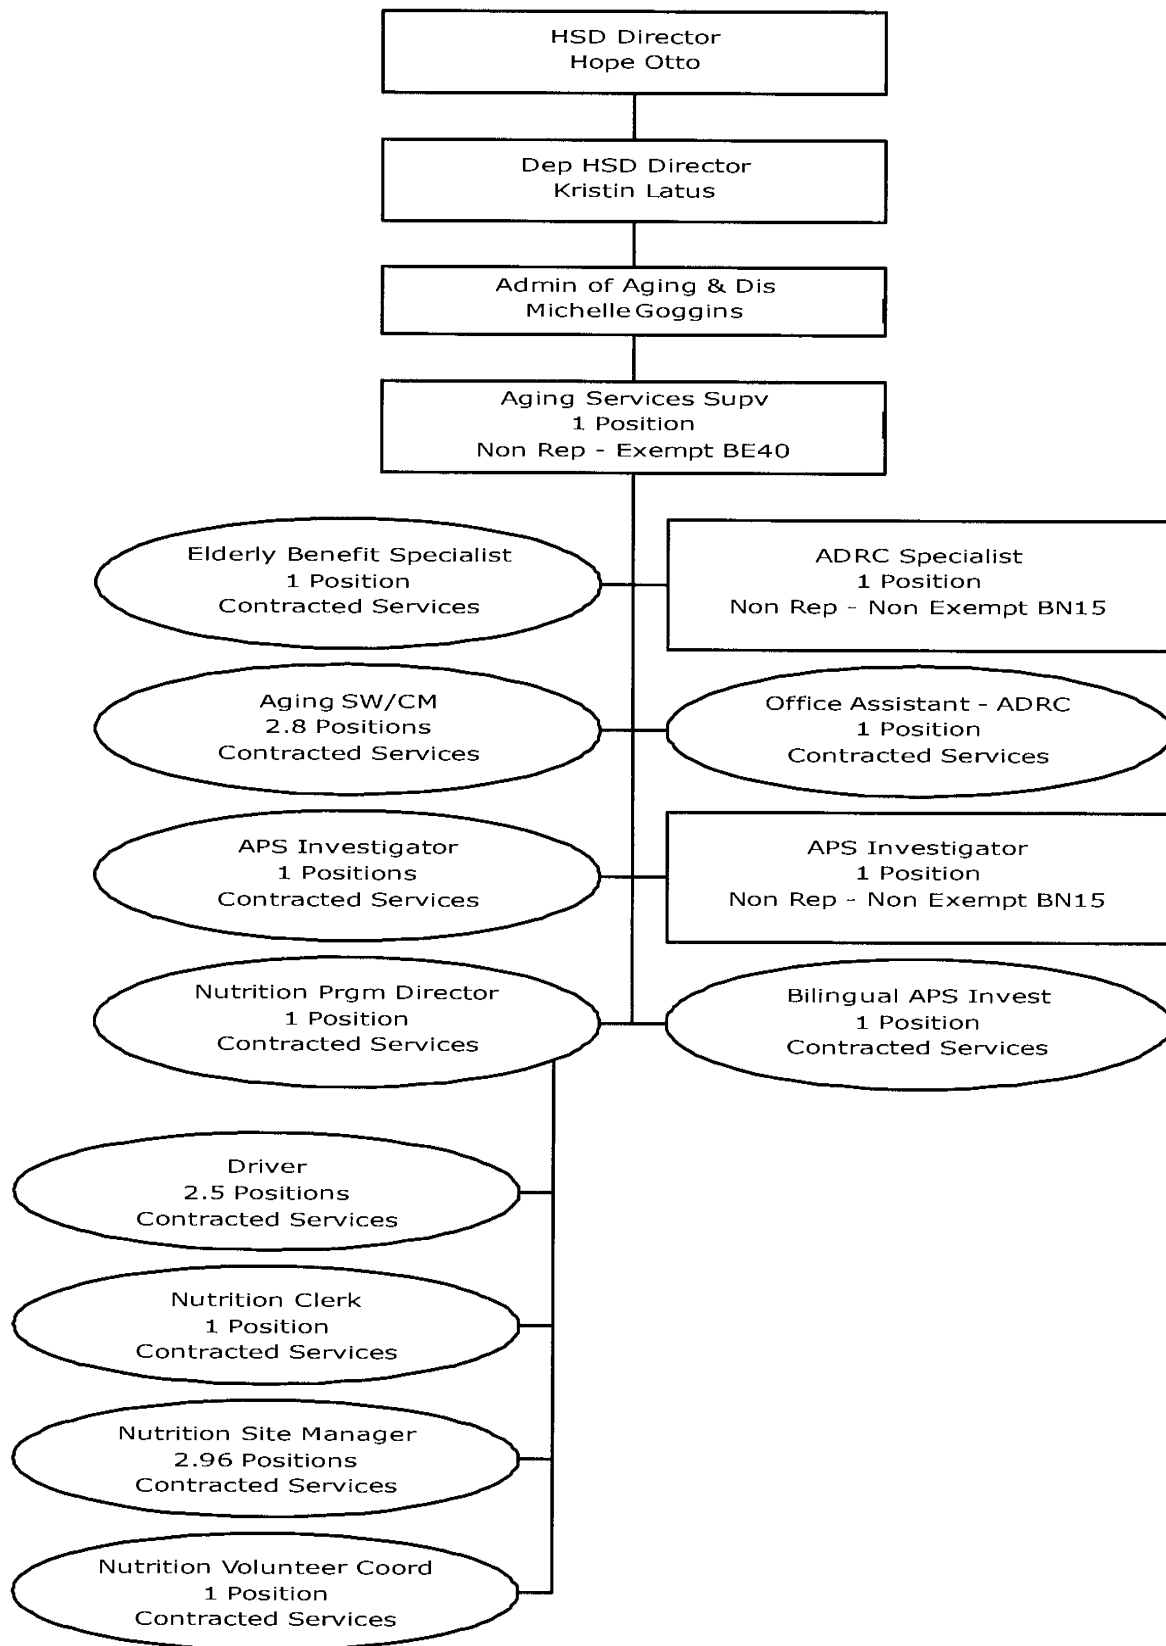 HSD Director
Hope Otto
Dep HSD Director
Kristin Latus
Admin of Aging & Dis
Michelle Goggins
Aging Services Supv
1 Position
Non Rep - Exempt BE40
Elderly Benefit Specialist
1 Position
Contracted Services
ADRC Specialist
1 Position
Non Rep - Non Exempt BN15
Aging SW/CM
2.8 Positions
Contracted Services
Office Assistant - ADRC
1 Position
Contracted Services
APS Investigator
1 Positions
Contracted Services
APS Investigator
1 Position
Non Rep - Non Exempt BN15
Nutrition Prgm Director
1 Position
Contracted Services
Bilingual APS Invest
1 Position
Contracted Services
Driver
2.5 Positions
Contracted Services
Nutrition Clerk
1 Position
Contracted Services
Nutrition Site Manager
2.96 Positions
Contracted Services
Nutrition Volunteer Coord
1 Position
Contracted Services